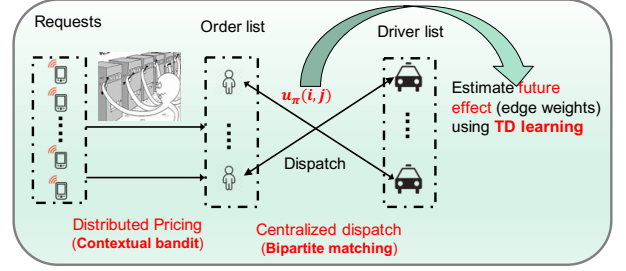 Requests
Order list
Driver list
u_π(i, j)
Estimate future
effect (edge weights)
using TD learning
Dispatch
Distributed Pricing
(Contextual bandit)
Centralized dispatch
(Bipartite matching)